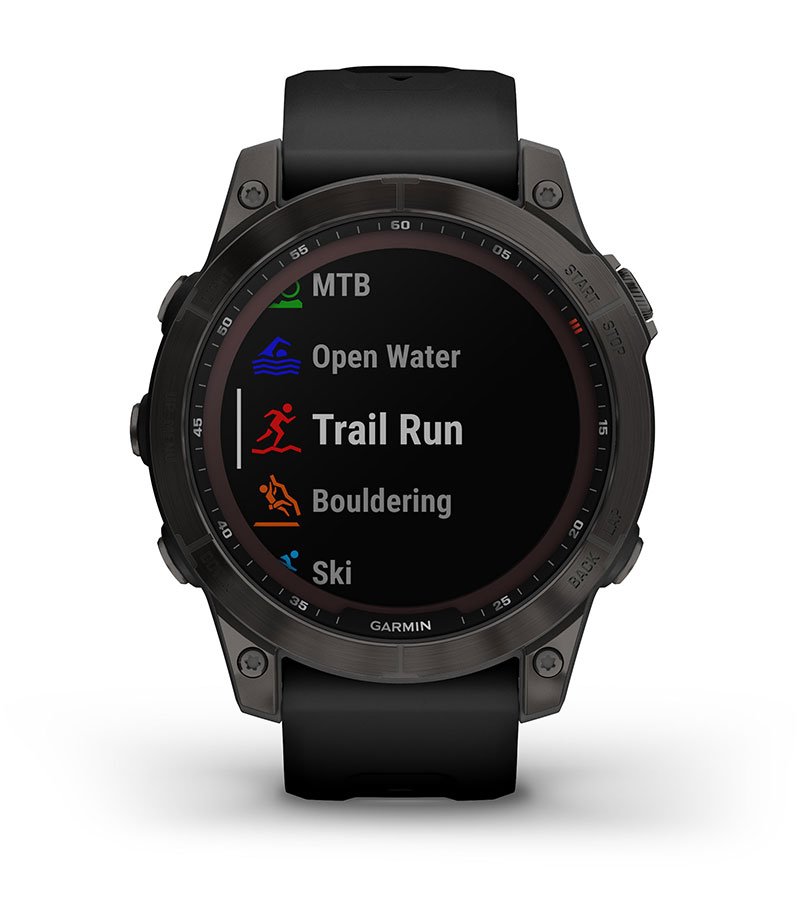 60
55
05
START
STOP
50
MTB
Open Water
45
Trail Run
15
Bouldering
40
20
LAP
BACK
Ski
35
25
GARMIN